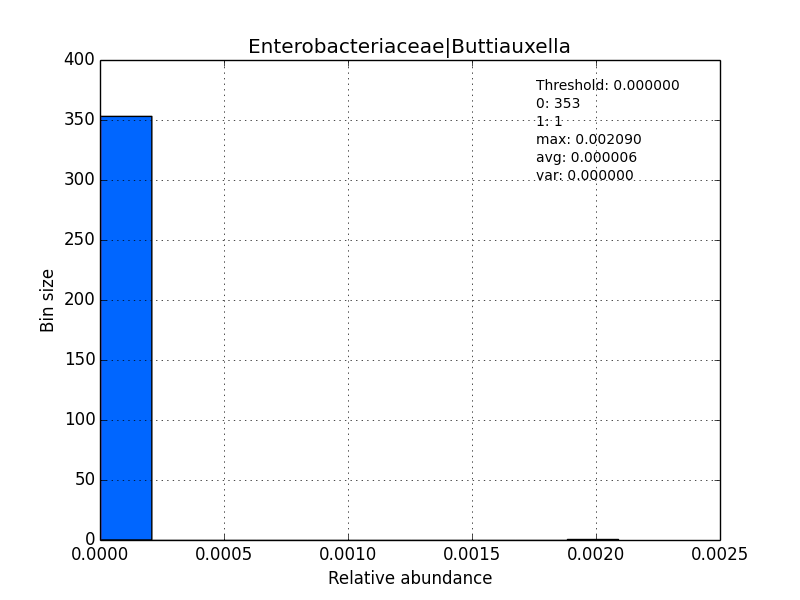 Enterobacteriaceae|Buttiauxella
Threshold: 0.000000
0: 353
1: 1
max: 0.002090
avg: 0.000006
var: 0.000000
400
350
300
250
200
150
100
50
0
Bin size
0.0000 0.0005 0.0010 0.0015 0.0020 0.0025
Relative abundance